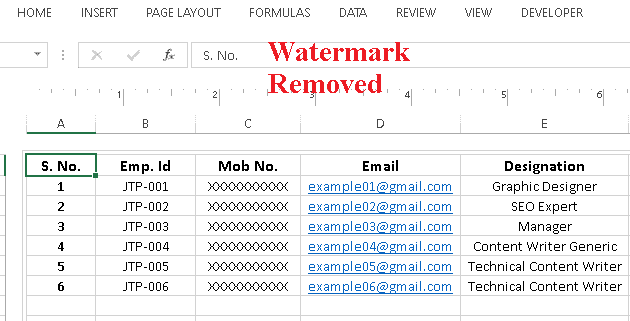 HOME INSERT PAGE LAYOUT FORMULAS DATA REVIEW VIEW DEVELOPER
fx S. No.
Watermark
Removed
1 2 3 4 5 6
A B C D E
S. No. Emp. Id Mob No. Email Designation
1 JTP-001 XXXXXXXXXX example01@gmail.com Graphic Designer
2 JTP-002 XXXXXXXXXX example02@gmail.com SEO Expert
3 JTP-003 XXXXXXXXXX example03@gmail.com Manager
4 JTP-004 XXXXXXXXXX example04@gmail.com Content Writer Generic
5 JTP-005 XXXXXXXXXX example05@gmail.com Technical Content Writer
6 JTP-006 XXXXXXXXXX example06@gmail.com Technical Content Writer